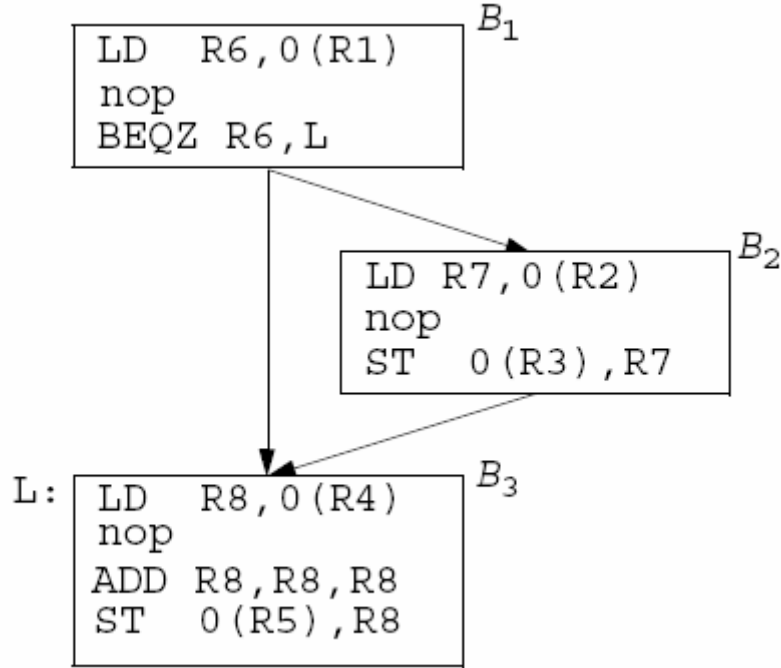 B1
LD R6,0(R1)
nop
BEQZ R6,L
B2
LD R7,0(R2)
nop
ST 0(R3),R7
L:
B3
LD R8,0(R4)
nop
ADD R8,R8,R8
ST 0(R5),R8